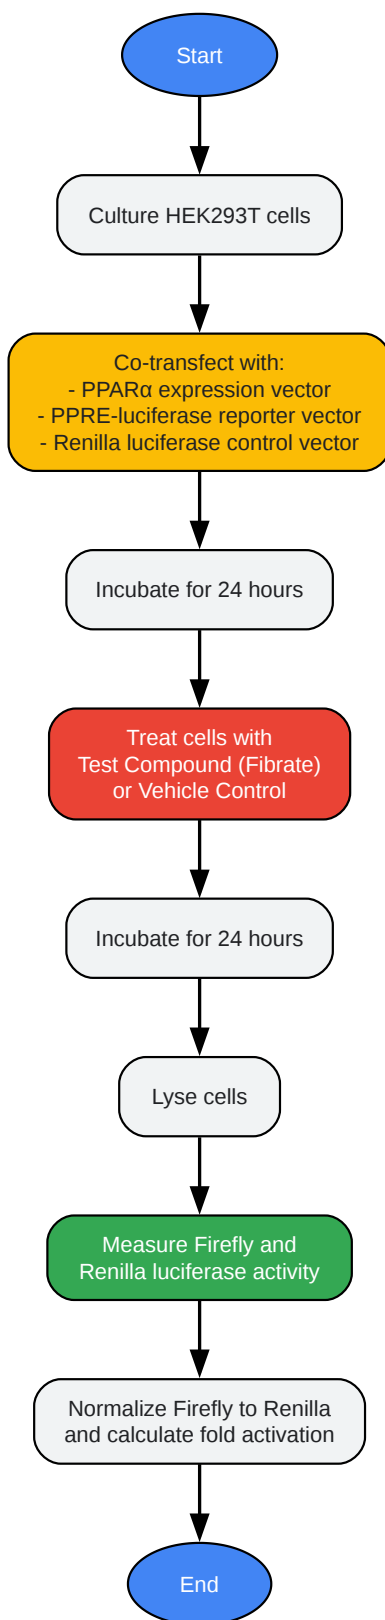 Start
Culture HEK293T cells
Co-transfect with:
- PPARα expression vector
- PPRE-luciferase reporter vector
- Renilla luciferase control vector
Incubate for 24 hours
Treat cells with
Test Compound (Fibrate)
or Vehicle Control
Incubate for 24 hours
Lyse cells
Measure Firefly and
Renilla luciferase activity
Normalize Firefly to Renilla
and calculate fold activation
End